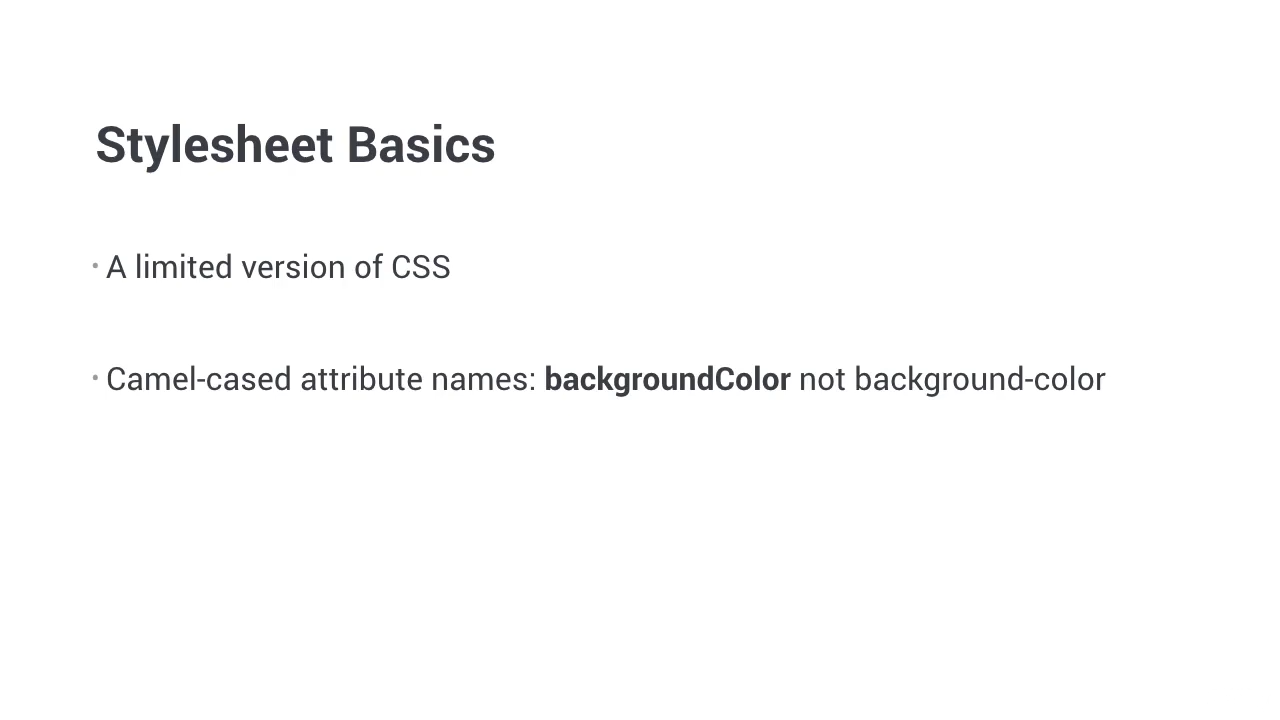 Stylesheet Basics
• A limited version of CSS
• Camel-cased attribute names: backgroundColor not background-color